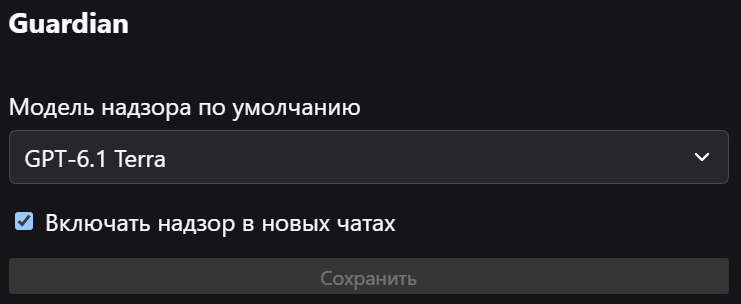 Guardian
Модель надзора по умолчанию
GPT-6.1 Terra
Включать надзор в новых чатах
Сохранить